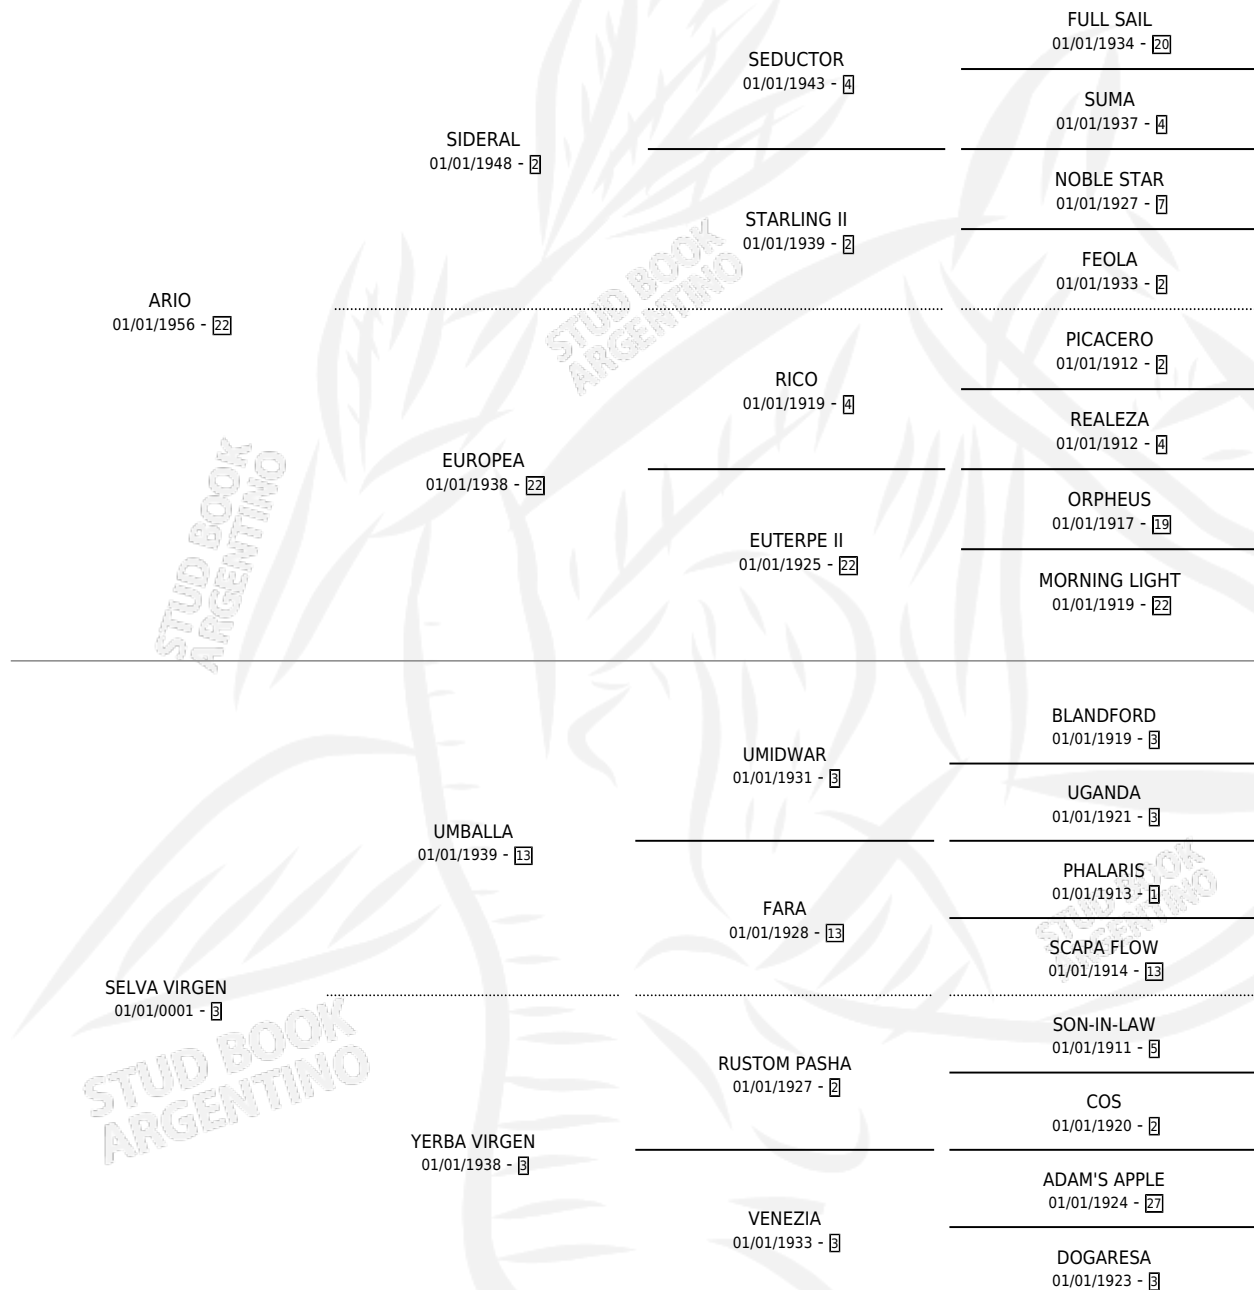 FULL SAIL
01/01/1934 - 20
SEDUCTOR
01/01/1943 - 4
SUMA
01/01/1937 - 4
SIDERAL
01/01/1948 - 2
NOBLE STAR
01/01/1927 - 7
STARLING II
01/01/1939 - 2
FEOLA
01/01/1933 - 2
ARIO
01/01/1956 - 22
PICACERO
01/01/1912 - 2
RICO
01/01/1919 - 4
REALEZA
01/01/1912 - 4
EUROPEA
01/01/1938 - 22
ORPHEUS
01/01/1917 - 19
EUTERPE II
01/01/1925 - 22
MORNING LIGHT
01/01/1919 - 22
BLANDFORD
01/01/1919 - 3
UMIDWAR
01/01/1931 - 3
UGANDA
01/01/1921 - 3
UMBALLA
01/01/1939 - 13
PHALARIS
01/01/1913 - 1
FARA
01/01/1928 - 13
SCAPA FLOW
01/01/1914 - 13
SELVA VIRGEN
01/01/0001 - 3
SON-IN-LAW
01/01/1911 - 5
RUSTOM PASHA
01/01/1927 - 2
COS
01/01/1920 - 2
YERBA VIRGEN
01/01/1938 - 3
ADAM'S APPLE
01/01/1924 - 27
VENEZIA
01/01/1933 - 3
DOGARESA
01/01/1923 - 3
STUD BOOK
ARGENTINO
STUD BOOK
ARGENTINO
STUD BOOK
ARGENTINO
STUD BOOK
ARGENTINO